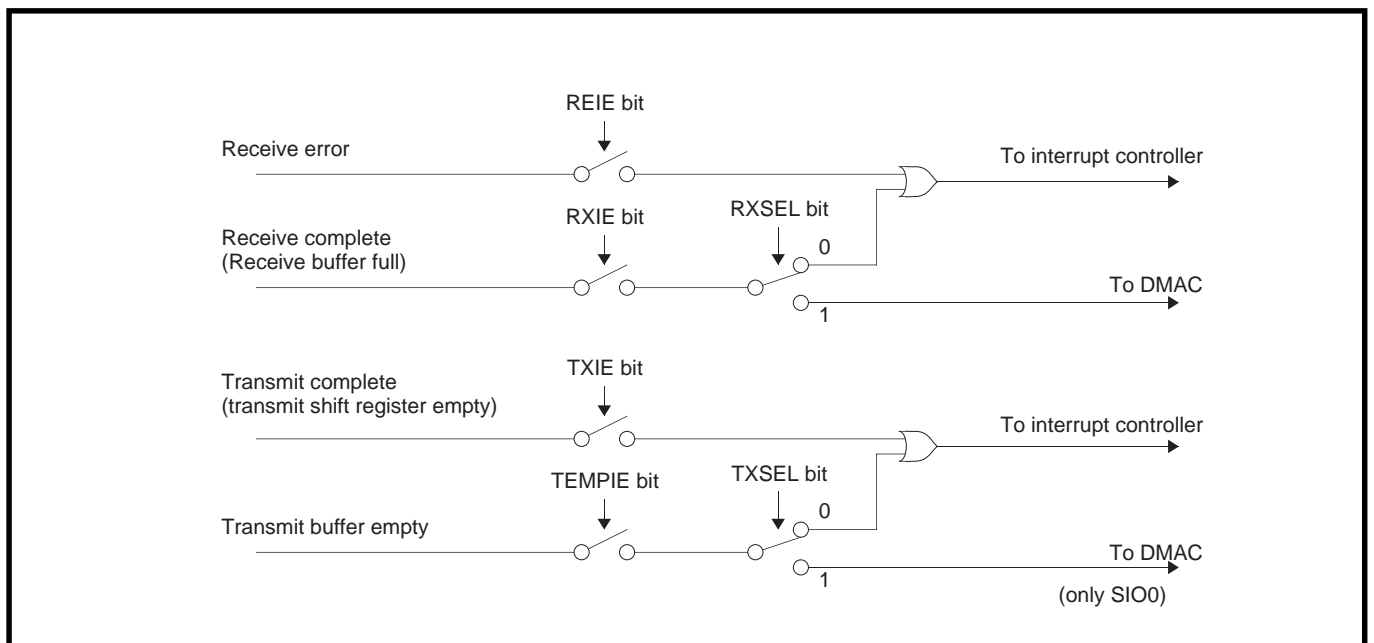 REIE bit
Receive error
To interrupt controller
RXIE bit
RXSEL bit
Receive complete
(Receive buffer full)
0
To DMAC
1
TXIE bit
Transmit complete
(transmit shift register empty)
To interrupt controller
TEMPIE bit
TXSEL bit
0
Transmit buffer empty
To DMAC
1
(only SIO0)